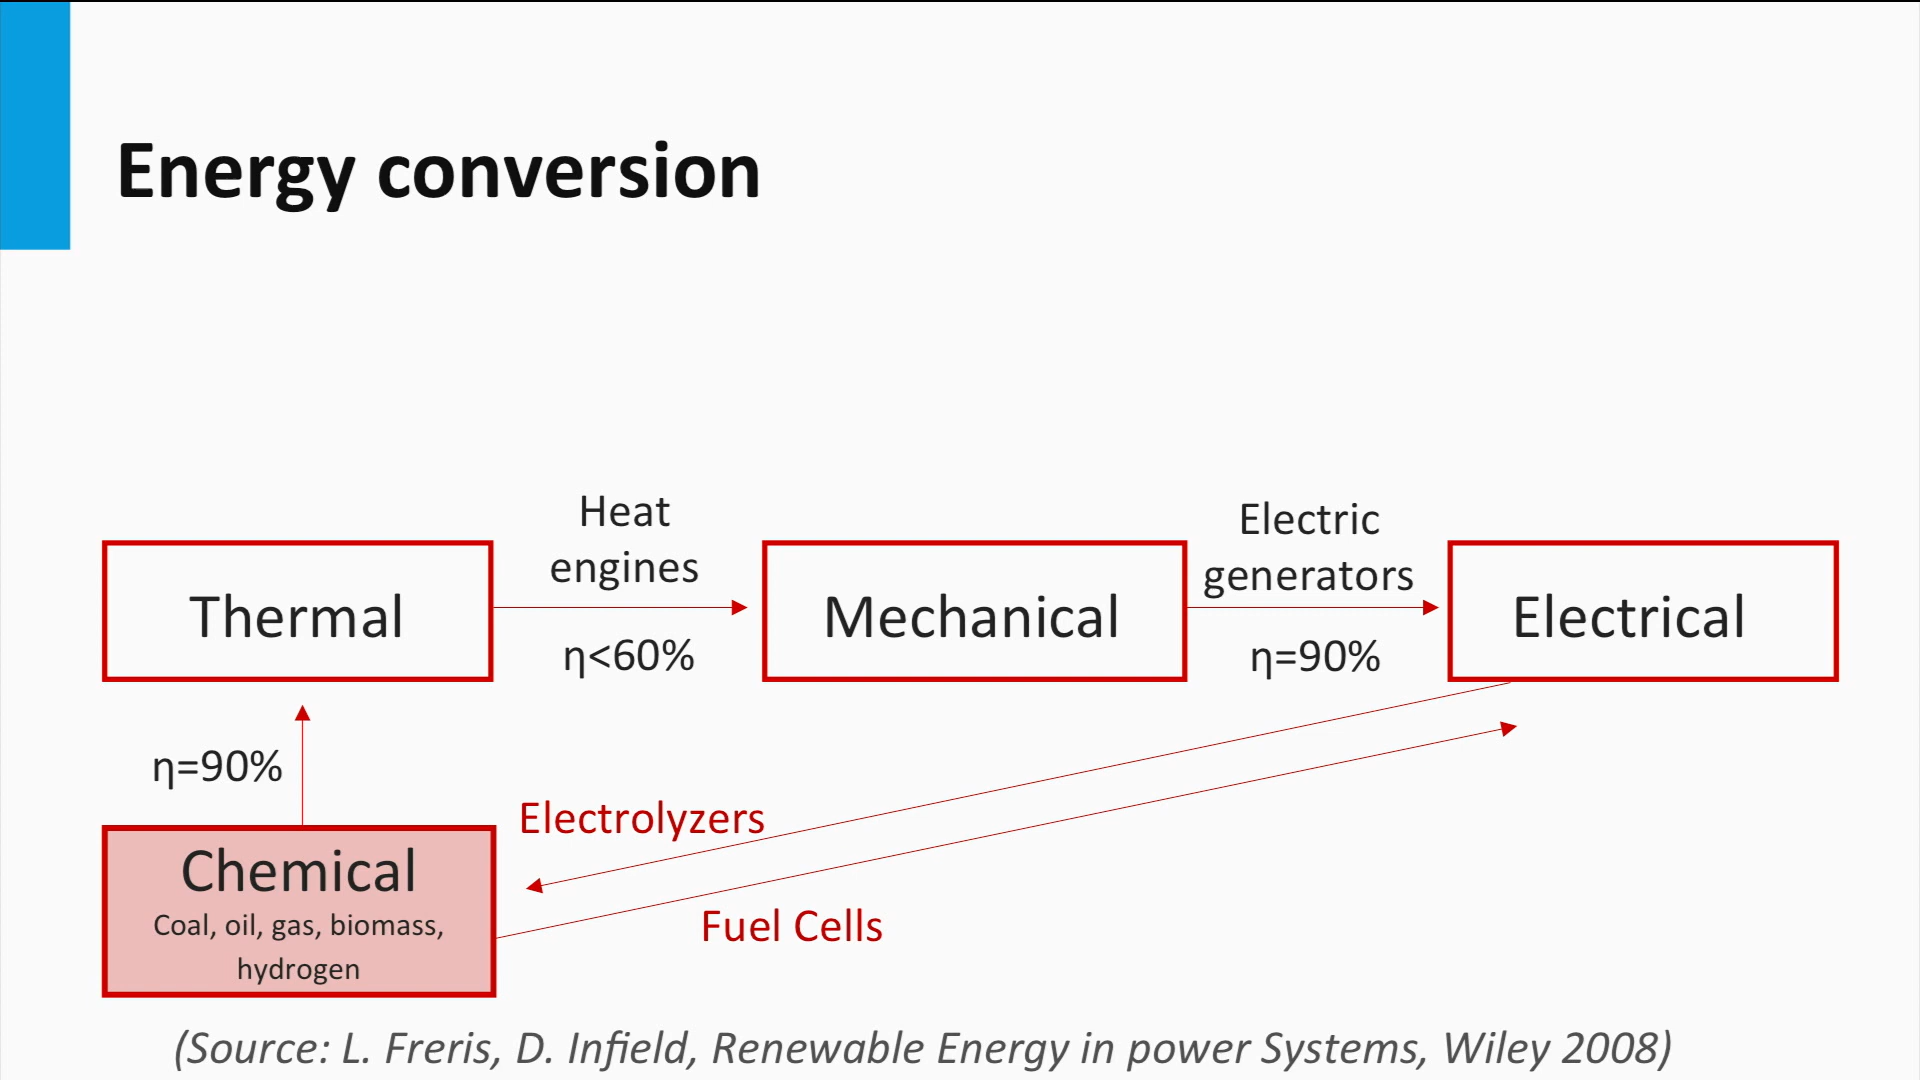 Energy conversion
Heat
engines
Electric
generators
Thermal
Mechanical
Electrical
η<60%
η=90%
η=90%
Electrolyzers
Chemical
Coal, oil, gas, biomass,
hydrogen
Fuel Cells
(Source: L. Freris, D. Infield, Renewable Energy in power Systems, Wiley 2008)